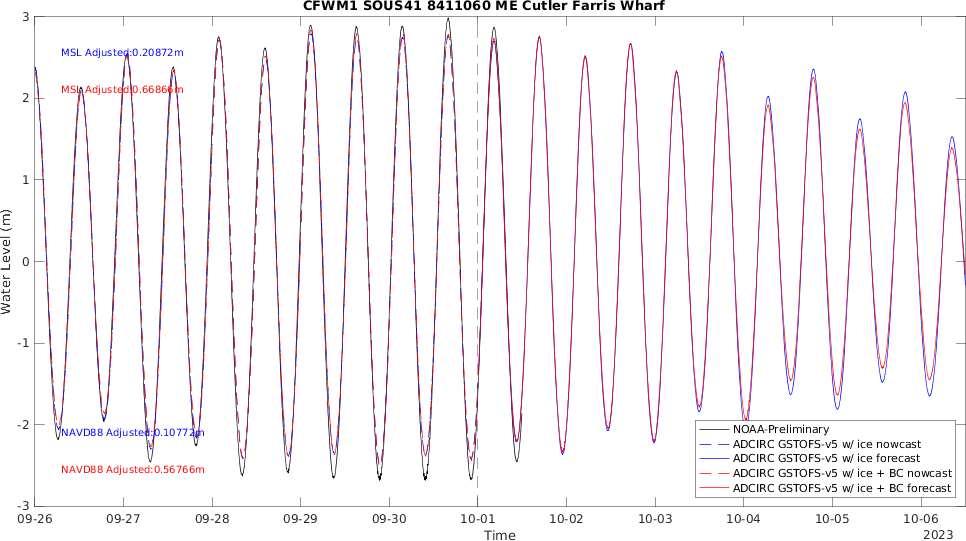 CFWM1 SOUS41 8411060 ME Cutler Farris Wharf
3
2
1
0
-1
-2
-3
Water Level (m)
MSL Adjusted:0.20872m
MSL Adjusted:0.66866m
NAVD88 Adjusted:0.10772m
NAVD88 Adjusted:0.56766m
NOAA-Preliminary
ADCIRC GSTOFS-v5 w/ ice nowcast
ADCIRC GSTOFS-v5 w/ ice forecast
ADCIRC GSTOFS-v5 w/ ice + BC nowcast
ADCIRC GSTOFS-v5 w/ ice + BC forecast
09-26 09-27 09-28 09-29 09-30 10-01 10-02 10-03 10-04 10-05 10-06
Time
2023